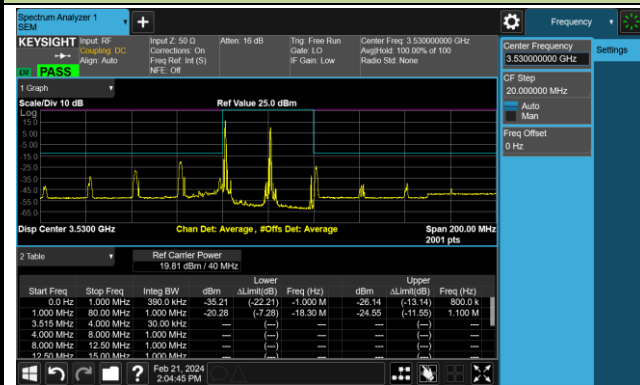 Spectrum Analyzer 1
SEM
Frequency
KEYSIGHT
Input: RF
Coupling: DC
Align: Auto
Input Z: 50 Ω
Corrections: On
Freq Ref: Int (S)
NFE: Off
Atten: 16 dB
Trig: Free Run
Gate: LO
IF Gain: Low
Center Freq: 3.530000000 GHz
Avg|Hold: 100.00% of 100
Radio Std: None
PASS
Center Frequency
3.530000000 GHz
Settings
CF Step
20.000000 MHz
Auto
Man
Freq Offset
0 Hz
1 Graph
Scale/Div 10 dB
Ref Value 25.0 dBm
Log
15.0
5.00
-5.00
-15.0
-25.0
-35.0
-45.0
-55.0
-65.0
Disp Center 3.5300 GHz
Chan Det: Average, #Offs Det: Average
Span 200.00 MHz
2001 pts
2 Table
Ref Carrier Power
19.81 dBm / 40 MHz
Lower Upper
Start Freq Stop Freq Integ BW dBm ΔLimit(dB) Freq (Hz) dBm ΔLimit(dB) Freq (Hz)
0.0 Hz 1.000 MHz 390.0 kHz -35.21 (-22.21) -1.000 M -26.14 (-13.14) 800.0 k
1.000 MHz 80.00 MHz 1.000 MHz -20.28 (-7.28) -18.30 M -24.55 (-11.55) 1.100 M
3.515 MHz 4.000 MHz 30.00 kHz --- (---) --- --- (---) ---
4.000 MHz 8.000 MHz 1.000 MHz --- (---) --- --- (---) ---
8.000 MHz 12.50 MHz 1.000 MHz --- (---) --- --- (---) ---
12.50 MHz 15.00 MHz 1.000 MHz --- (---) --- --- (---) ---
Feb 21, 2024
2:04:45 PM